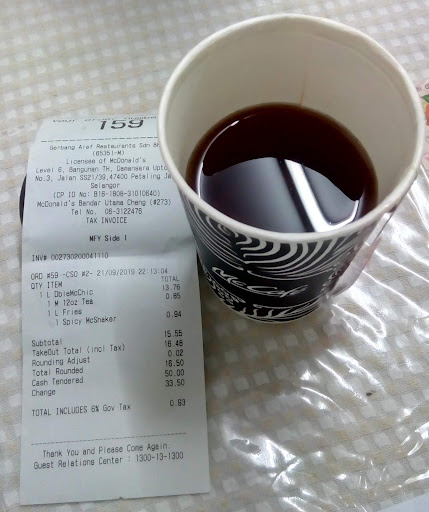 159
Gerbang Alaf Restaurants Sdn Bh
(65351-M)
Licensee of McDonald's
Level 6, Bangunan TH, Damansara Upto
No.3, Jalan SS21/39,47400 Petaling Ja
Selangor
(CP ID No: B16-1808-31010640)
McDonald's Bandar Utama Cheng (#273)
Tel No. 06-3122476
TAX INVOICE
MFY Side 1
INV# 002730200041110
ORD #59 -CSO #2- 21/09/2019 22:13:04
QTY ITEM TOTAL
1 L DbleMcChic 13.76
1 M 12oz Tea 0.85
1 L Fries
1 Spicy McShaker 0.94
Subtotal 15.55
TakeOut Total (incl Tax) 16.48
Rounding Adjust 0.02
Total Rounded 16.50
Cash Tendered 50.00
Change 33.50
TOTAL INCLUDES 6% Gov Tax 0.93
Thank You and Please Come Again.
Guest Relations Center : 1300-13-1300
McCafé